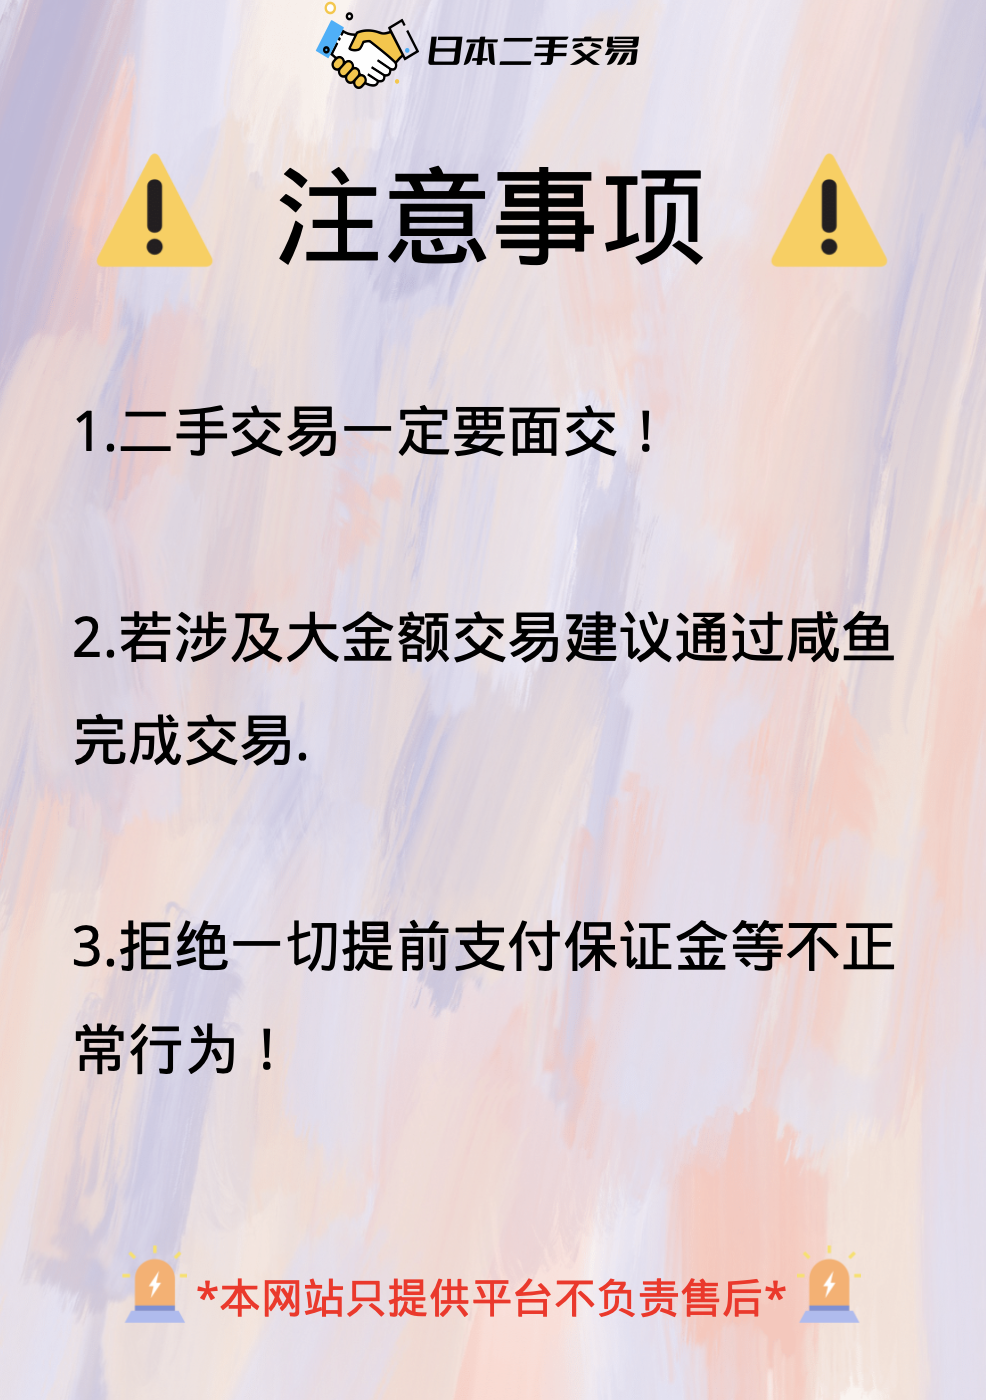 日本二手交易
注意事项
1.二手交易一定要面交！
2.若涉及大金额交易建议通过咸鱼
完成交易.
3.拒绝一切提前支付保证金等不正
常行为！
*本网站只提供平台不负责售后*